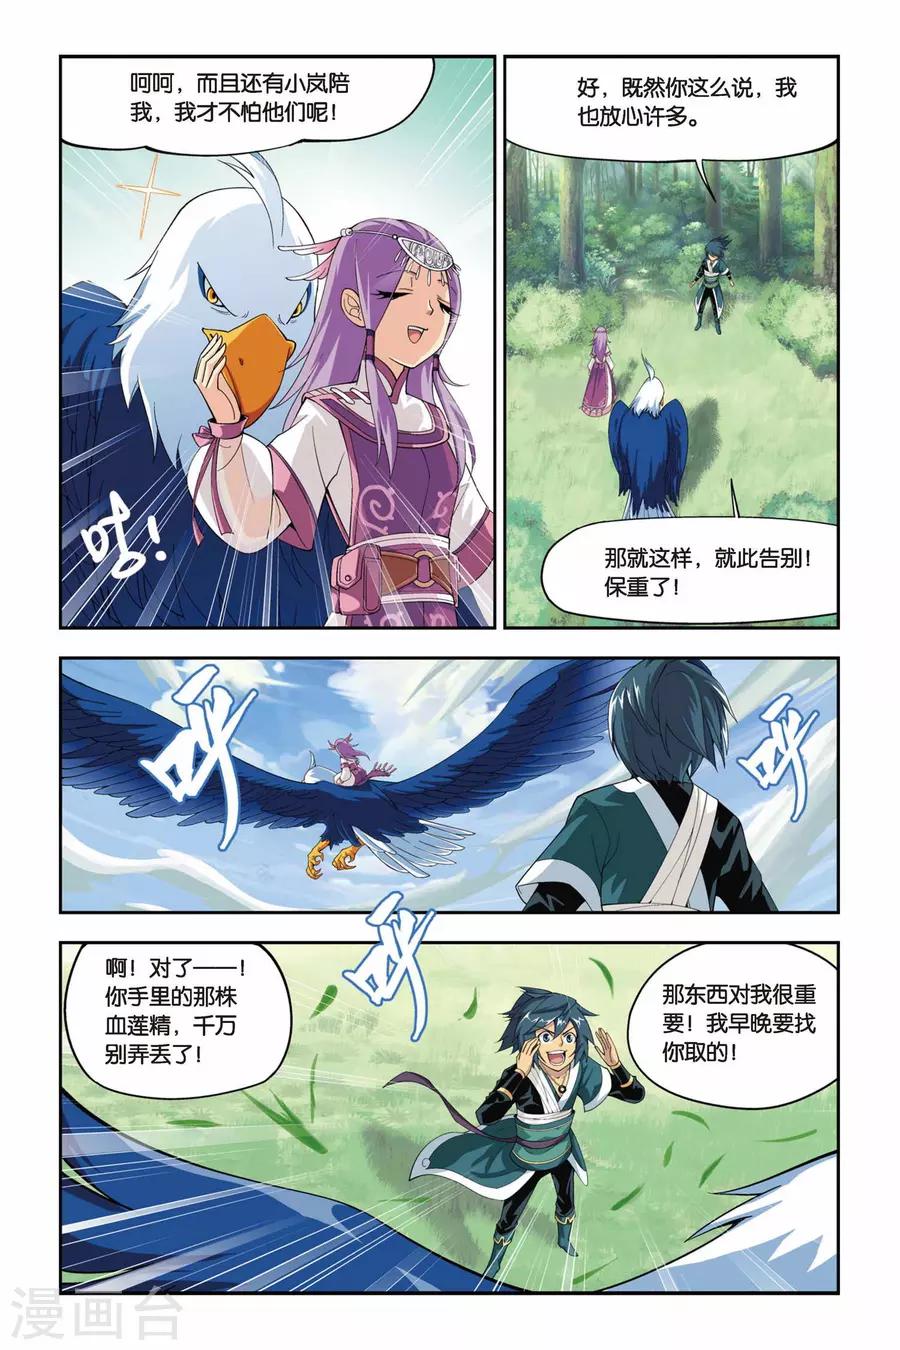 呵呵，而且还有小岚陪
我，我才不怕他们呢！
好，既然你这么说，我
也放心许多。
那就这样，就此告别！
保重了！
呼
呼
呼
啊！对了——！
你手里的那株
血莲精，千万
别弄丢了！
那东西对我很重
要！我早晚要找
你取的！
漫画台